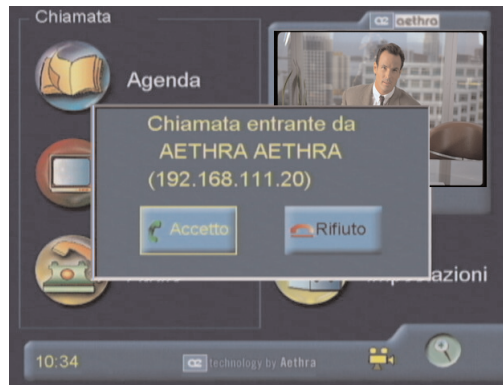 Chiamata
aethra
Agenda
Chiamata entrante da
AETHRA AETHRA
(192.168.111.20)
Accetto
Rifiuto
10:34
technology by Aethra